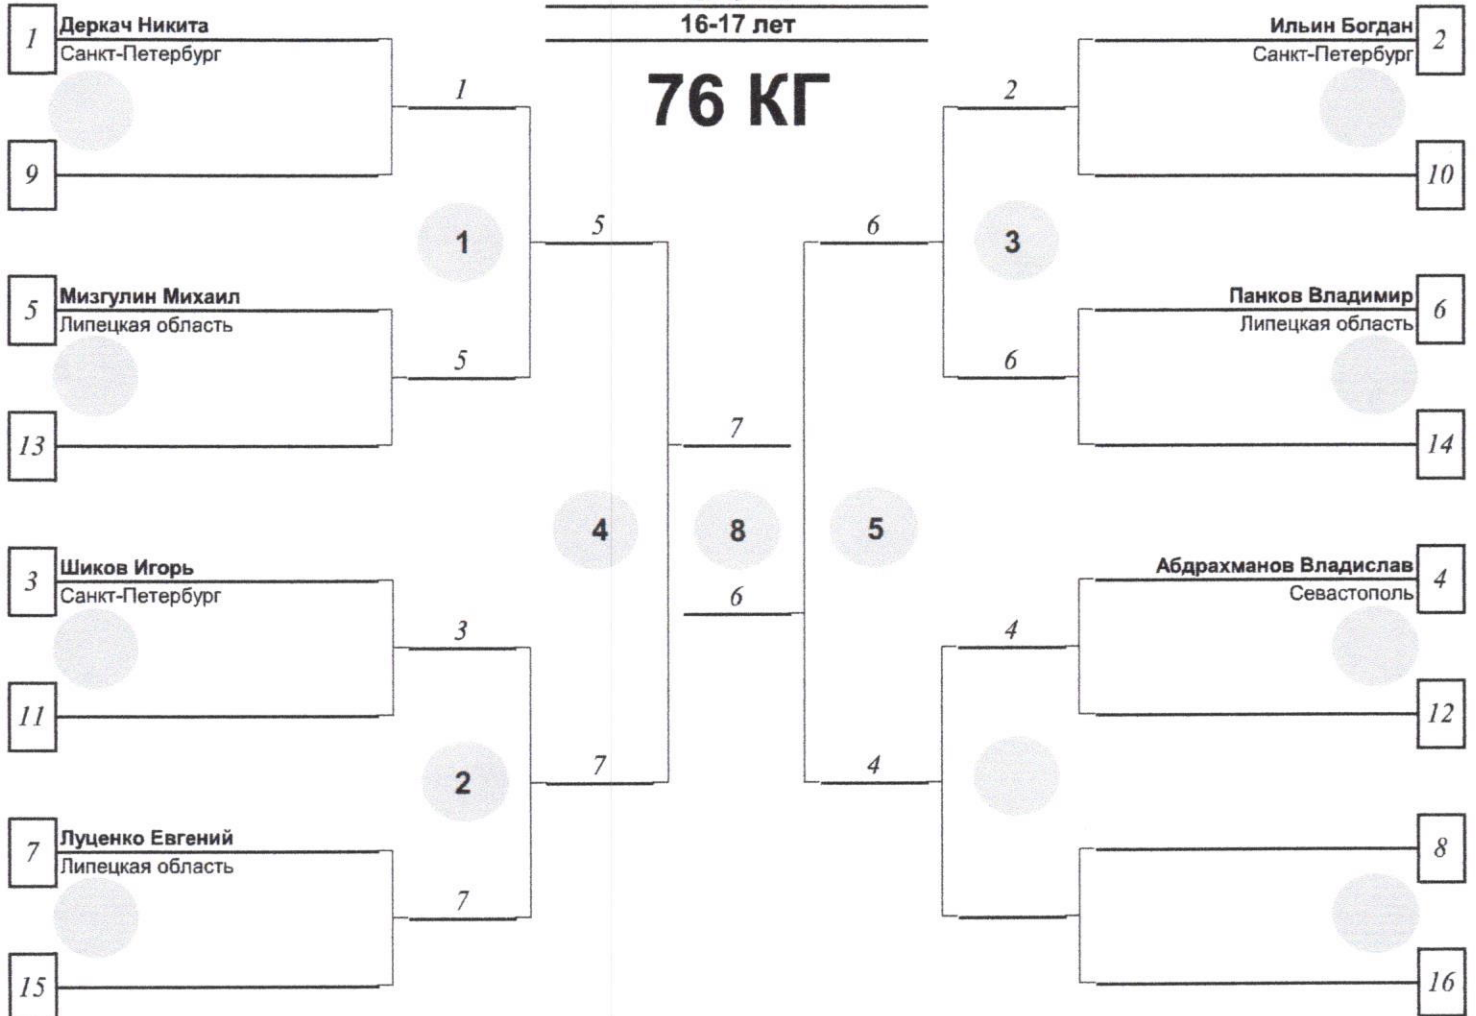 16-17 лет
76 КГ
1
Деркач Никита
Санкт-Петербург
9
5
Мизгулин Михаил
Липецкая область
13
3
Шиков Игорь
Санкт-Петербург
11
7
Луценко Евгений
Липецкая область
15
1
5
3
7
1
2
5
7
4
7
8
6
5
6
4
3
2
6
4
Ильин Богдан
2
Санкт-Петербург
10
Панков Владимир
6
Липецкая область
14
Абдрахманов Владислав
4
Севастополь
12
8
16